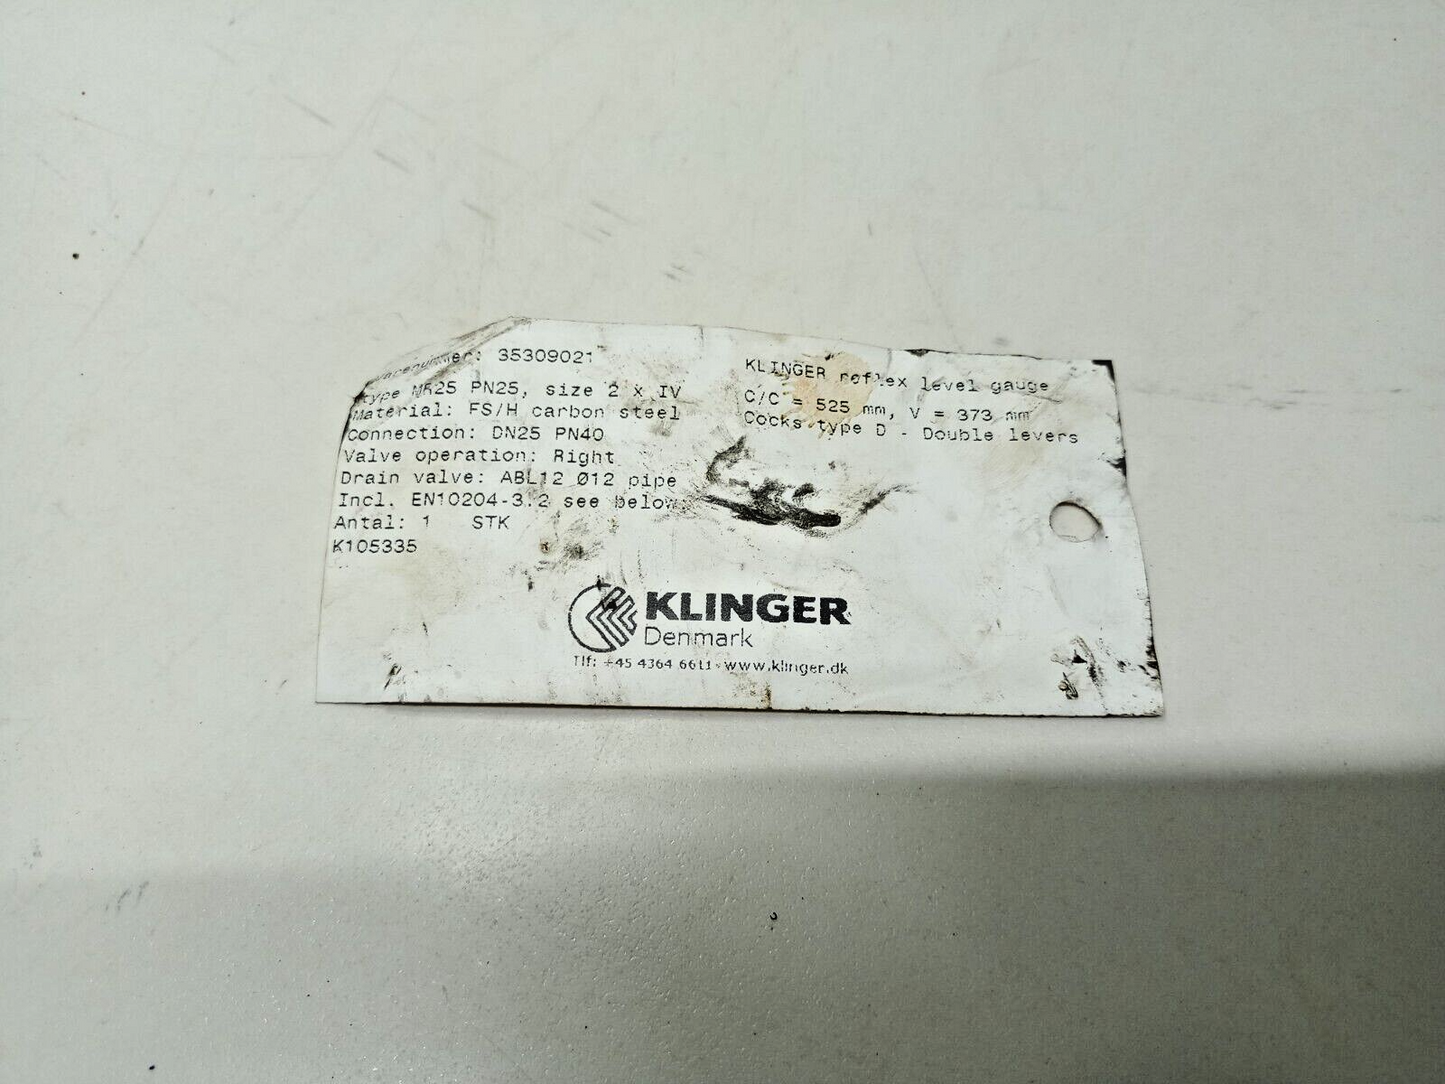 Varenummer: 35309021
type MR25 PN25, size 2 x IV
Material: FS/H carbon steel
Connection: DN25 PN40
Valve operation: Right
Drain valve: ABL12 Ø12 pipe
Incl. EN10204-3.2 see below
Antal: 1 STK
K105335
KLINGER reflex level gauge
C/C = 525 mm, V = 373 mm
Cocks type D - Double levers
KLINGER
Denmark
Tlf: +45 4364 6611 · www.klinger.dk